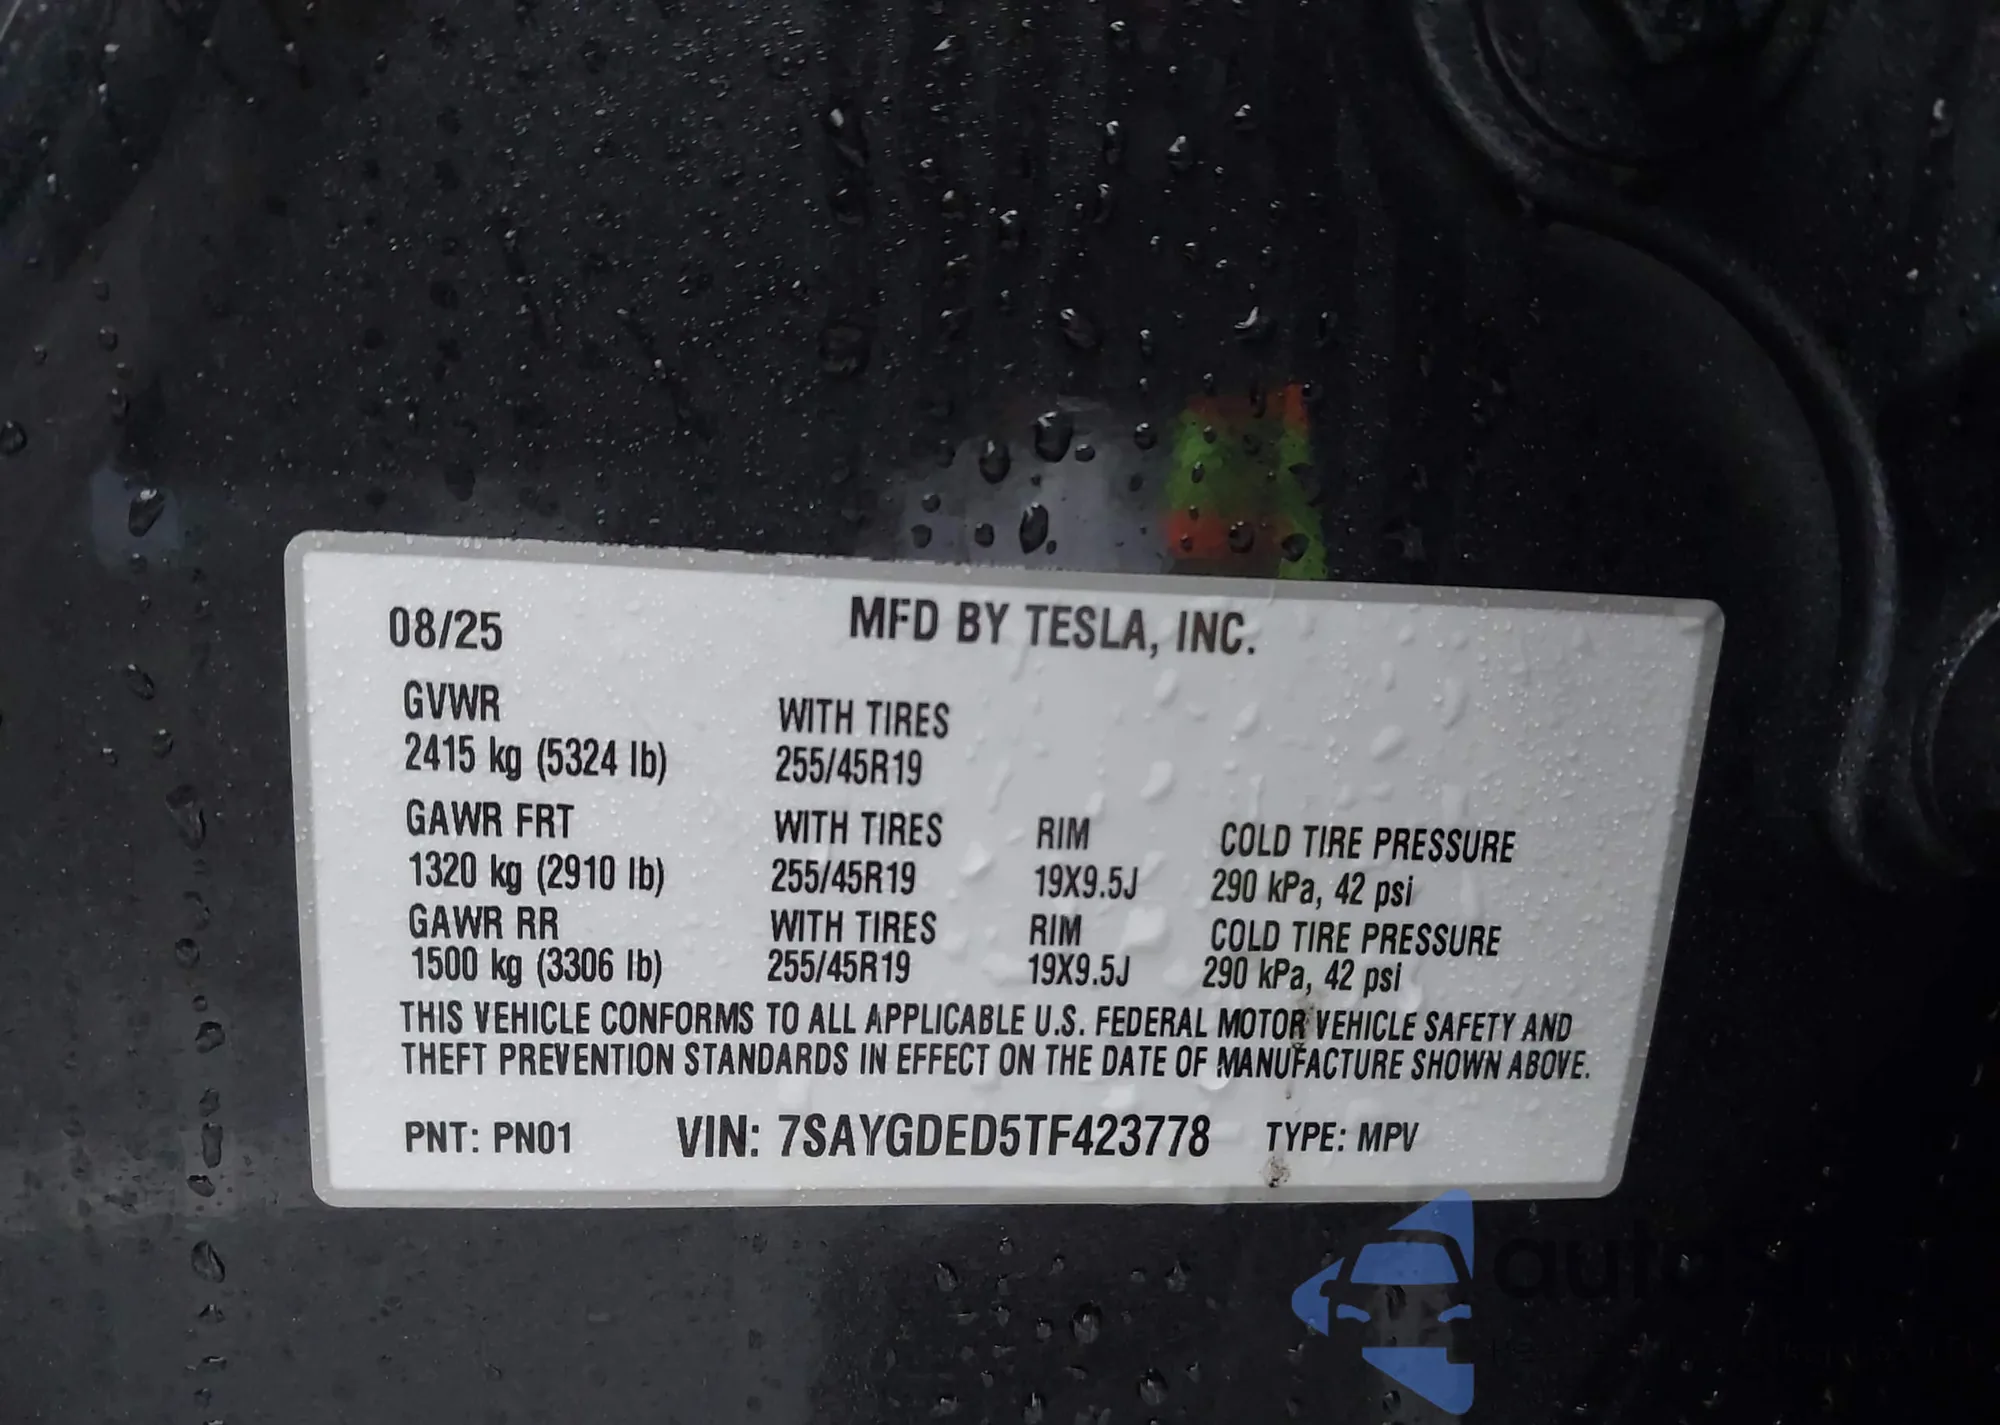 08/25 MFD BY TESLA, INC.
GVWR WITH TIRES
2415 kg (5324 lb) 255/45R19
GAWR FRT WITH TIRES RIM COLD TIRE PRESSURE
1320 kg (2910 lb) 255/45R19 19X9.5J 290 kPa, 42 psi
GAWR RR WITH TIRES RIM COLD TIRE PRESSURE
1500 kg (3306 lb) 255/45R19 19X9.5J 290 kPa, 42 psi
THIS VEHICLE CONFORMS TO ALL APPLICABLE U.S. FEDERAL MOTOR VEHICLE SAFETY AND
THEFT PREVENTION STANDARDS IN EFFECT ON THE DATE OF MANUFACTURE SHOWN ABOVE.
PNT: PN01 VIN: 7SAYGDED5TF423778 TYPE: MPV